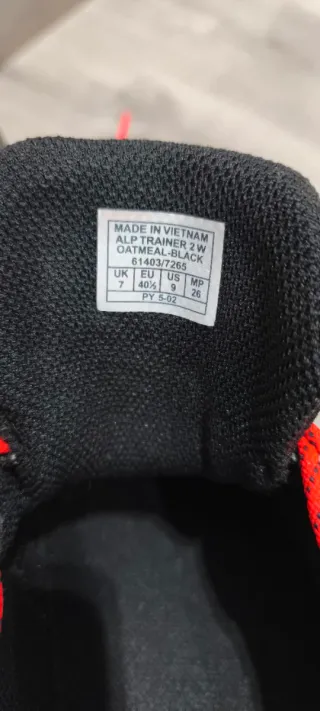 MADE IN VIETNAM
ALP TRAINER 2 W
OATMEAL-BLACK
61403/7265
UK EU US MP
7 40½ 9 26
PY 5-02